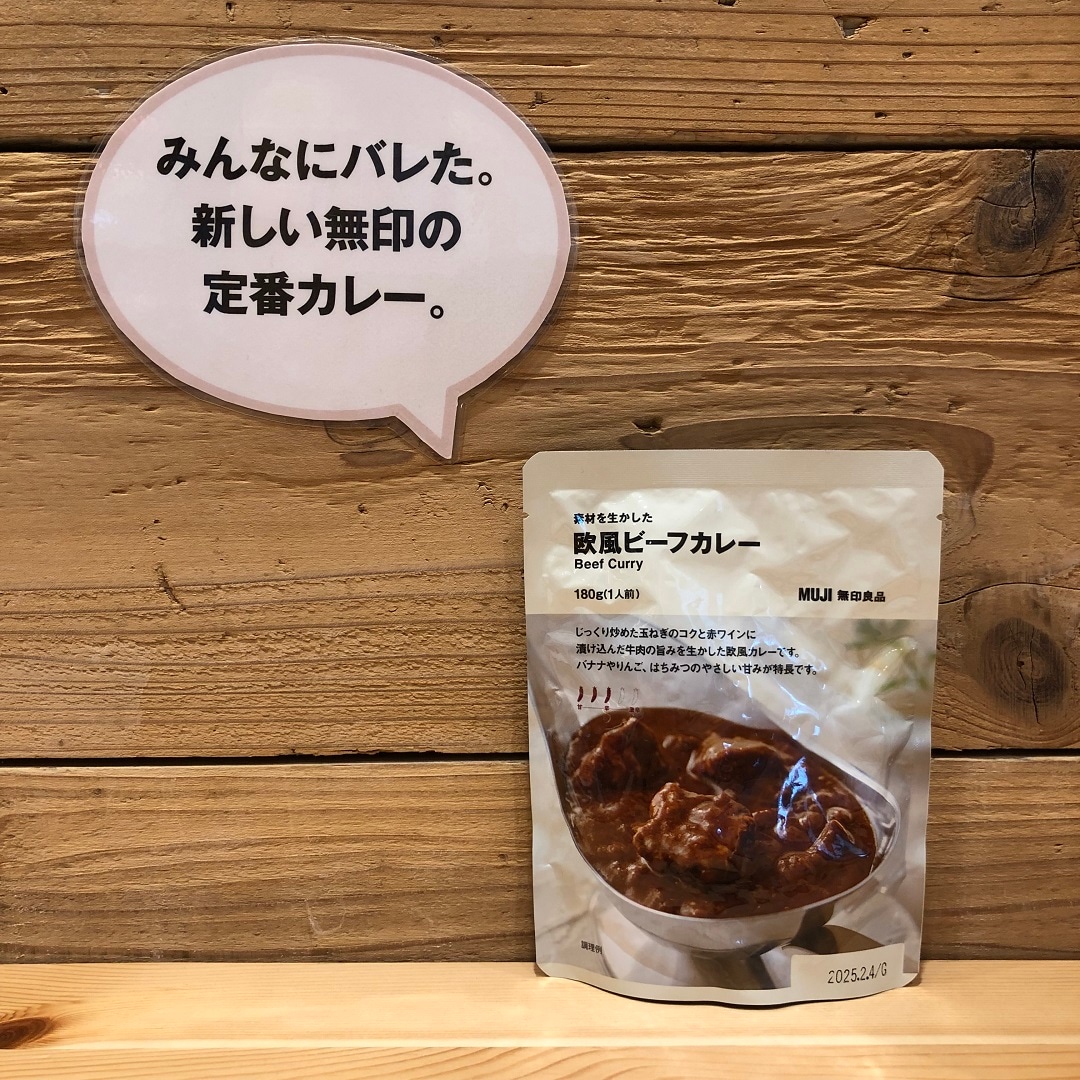 みんなにバレた。
新しい無印の
定番カレー。
素材を生かした
欧風ビーフカレー
Beef Curry
180g(1人前)
MUJI 無印良品
じっくり炒めた玉ねぎのコクと赤ワインに
漬け込んだ牛肉の旨みを生かした欧風カレーです。
バナナやりんご、はちみつのやさしい甘みが特長です。
甘 辛
調理例
2025.2.4/G